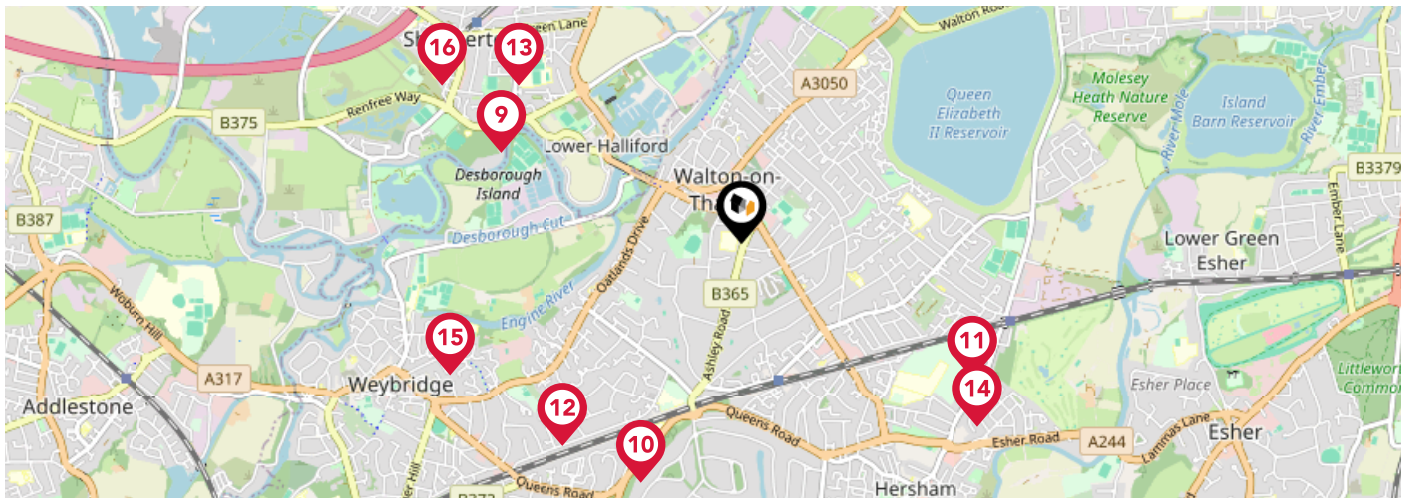 Green Lane
Walton Road
16
13
A3050
Molesey
Heath Nature
Reserve
Queen
Elizabeth
II Reservoir
Island
Barn Reservoir
River Ember
River Mole
Renfree Way
B375
9
Lower Halliford
Desborough
Island
Walton-on-
B3379
B387
Desborough Cut
Ember Lane
Lower Green
Esher
Oatlands Drive
Engine River
B365
Woburn Hill
15
Ashley Road
11
A317
Weybridge
14
Esher Place
Addlestone
12
Queens Road
10
Esher Road
A244
Lammas Lane
Esher
Queens Road
Hersham